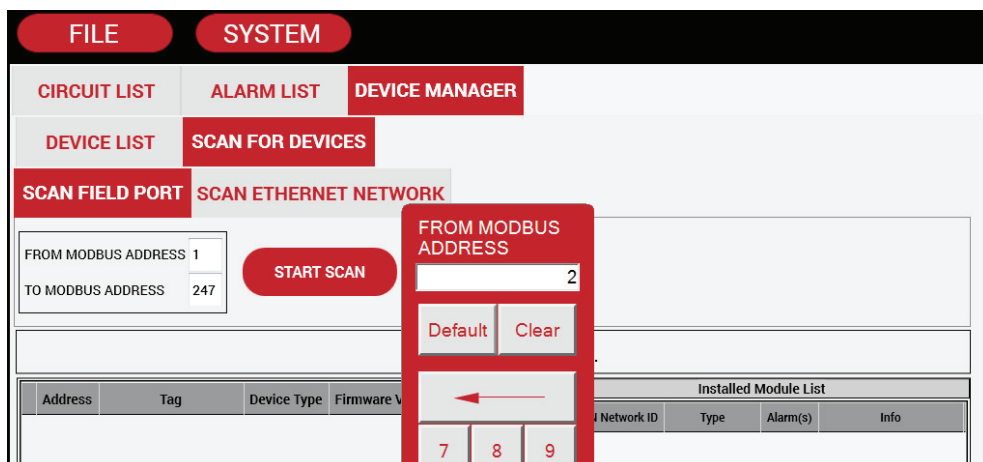 FILE SYSTEM
CIRCUIT LIST ALARM LIST DEVICE MANAGER
DEVICE LIST SCAN FOR DEVICES
SCAN FIELD PORT SCAN ETHERNET NETWORK
FROM MODBUS ADDRESS 1
TO MODBUS ADDRESS 247
START SCAN
FROM MODBUS
ADDRESS
2
Default Clear
7 8 9
Installed Module List
Address Tag Device Type Firmware Network ID Type Alarm(s) Info